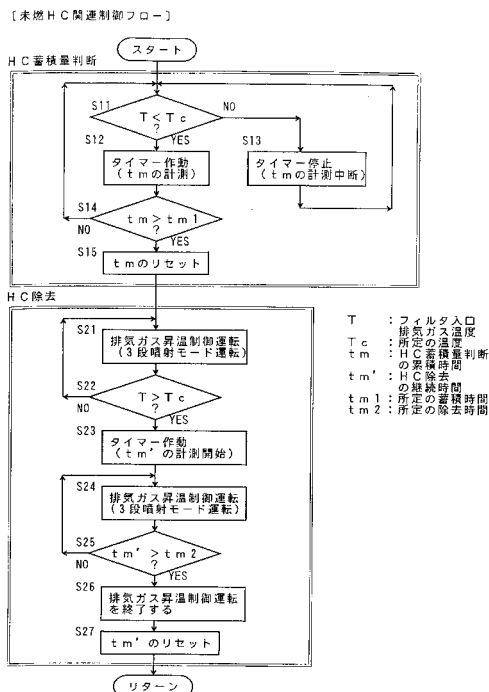 ［未燃ＨＣ関連制御フロー］
スタート
ＨＣ蓄積量判断
S11
Ｔ＜Ｔｃ
？
NO
YES
S12
タイマー作動
（ｔｍの計測）
S13
タイマー停止
（ｔｍの計測中断）
S14
ｔｍ＞ｔｍ１
？
NO
YES
S15
ｔｍのリセット
ＨＣ除去
S21
排気ガス昇温制御運転
（３段噴射モード運転）
S22
Ｔ＞Ｔｃ
？
NO
YES
S23
タイマー作動
（ｔｍ’の計測開始）
S24
排気ガス昇温制御運転
（３段噴射モード運転）
S25
ｔｍ’＞ｔｍ２
？
NO
YES
S26
排気ガス昇温制御運転
を終了する
S27
ｔｍ’のリセット
リターン
Ｔ ：フィルタ入口
排気ガス温度
Ｔｃ ：所定の温度
ｔｍ ：ＨＣ蓄積量判断
の累積時間
ｔｍ’：ＨＣ除去
の継続時間
ｔｍ１：所定の蓄積時間
ｔｍ２：所定の除去時間